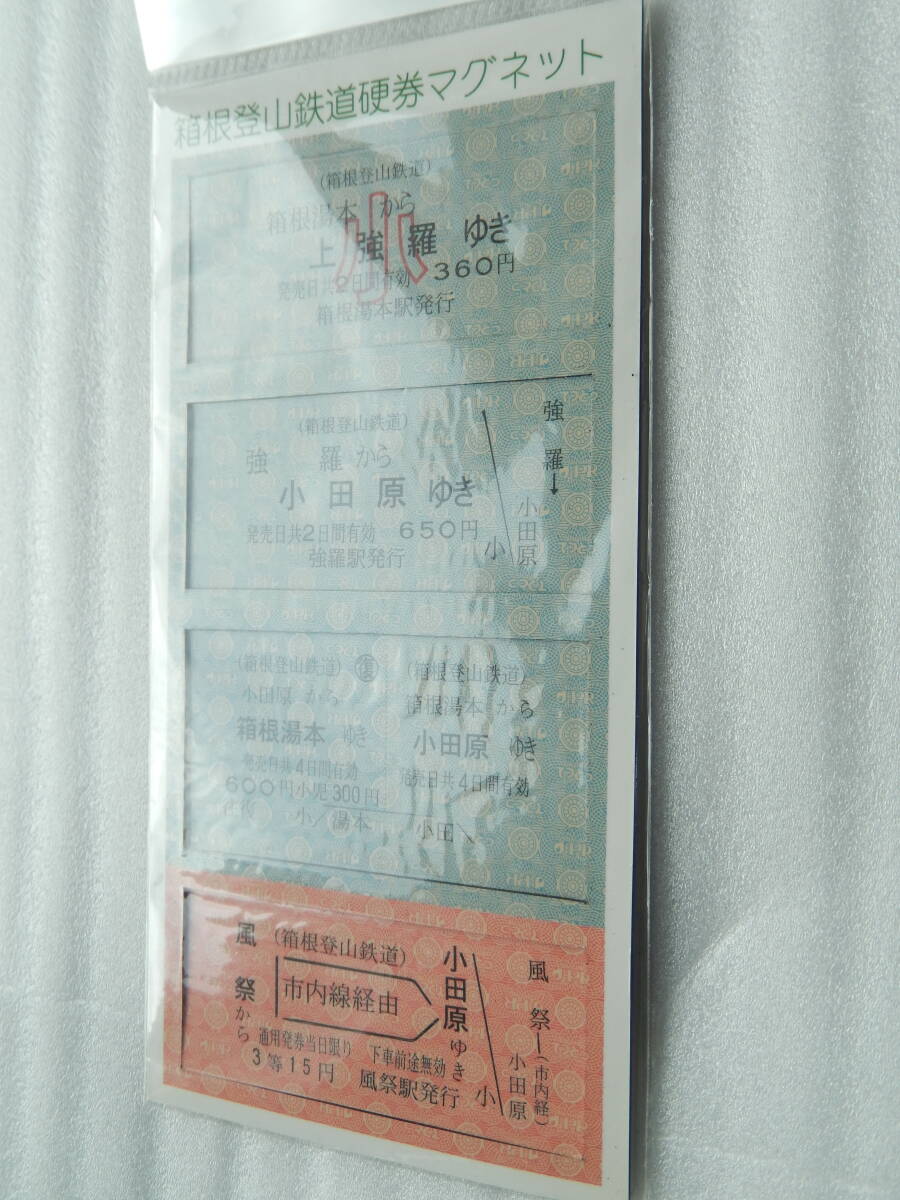 箱根登山鉄道硬券マグネット
(箱根登山鉄道)
箱根湯本 から
小
上 強 羅 ゆき
発売日共2日間有効 360円
箱根湯本駅発行
(箱根登山鉄道)
強 羅 から
小 田 原 ゆき
発売日共2日間有効 650円
強羅駅発行
小
強羅→小田原
(箱根登山鉄道) 復
小田原 から
箱根湯本 ゆき
発売日共4日間有効
600円小児300円
小/湯本
(箱根登山鉄道)
箱根湯本 から
小田原 ゆき
発売日共4日間有効
小田
風祭から
(箱根登山鉄道)
市内線経由
小田原ゆき
通用発券当日限り 下車前途無効
3等15円 風祭駅発行
小
風祭―(市内経)小田原